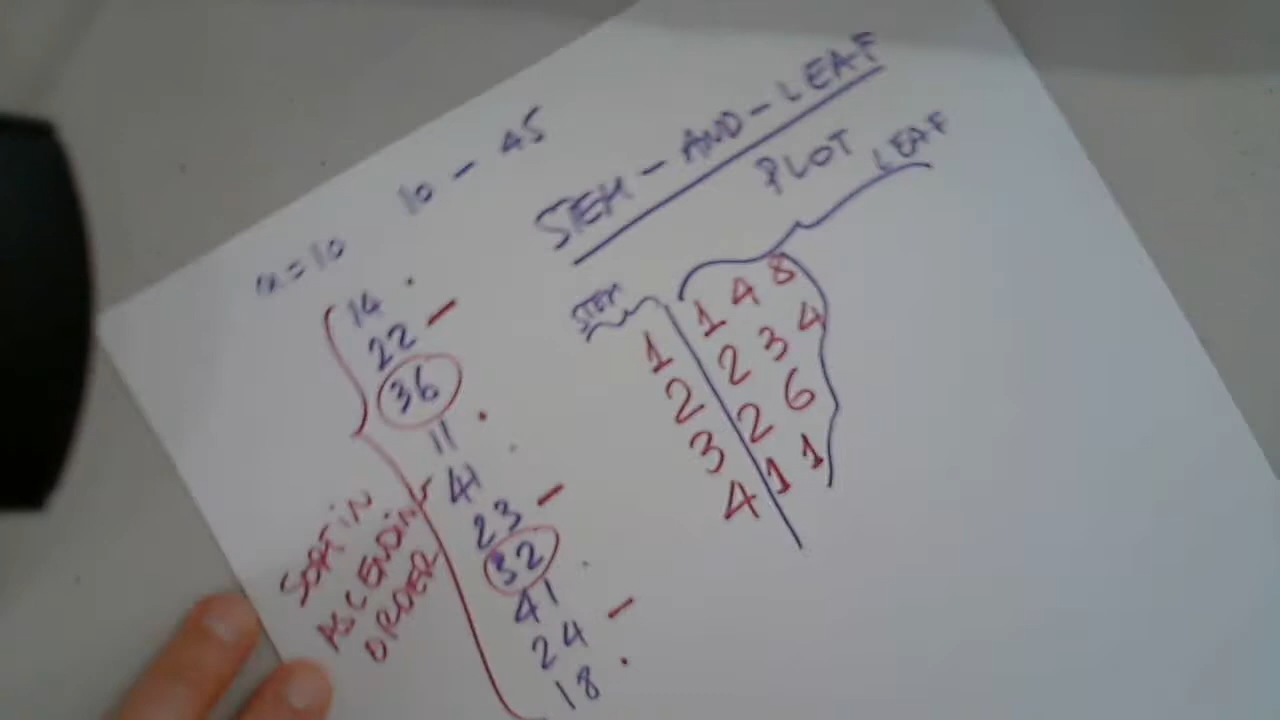 STEM-AND-LEAF
PLOT
10 - 45
n=10
14
22
36
11
41
23
32
41
24
18
SORT IN
ASCENDING
ORDER
STEM LEAF
1 1 4 8
2 2 3 4
3 2 6
4 1 1